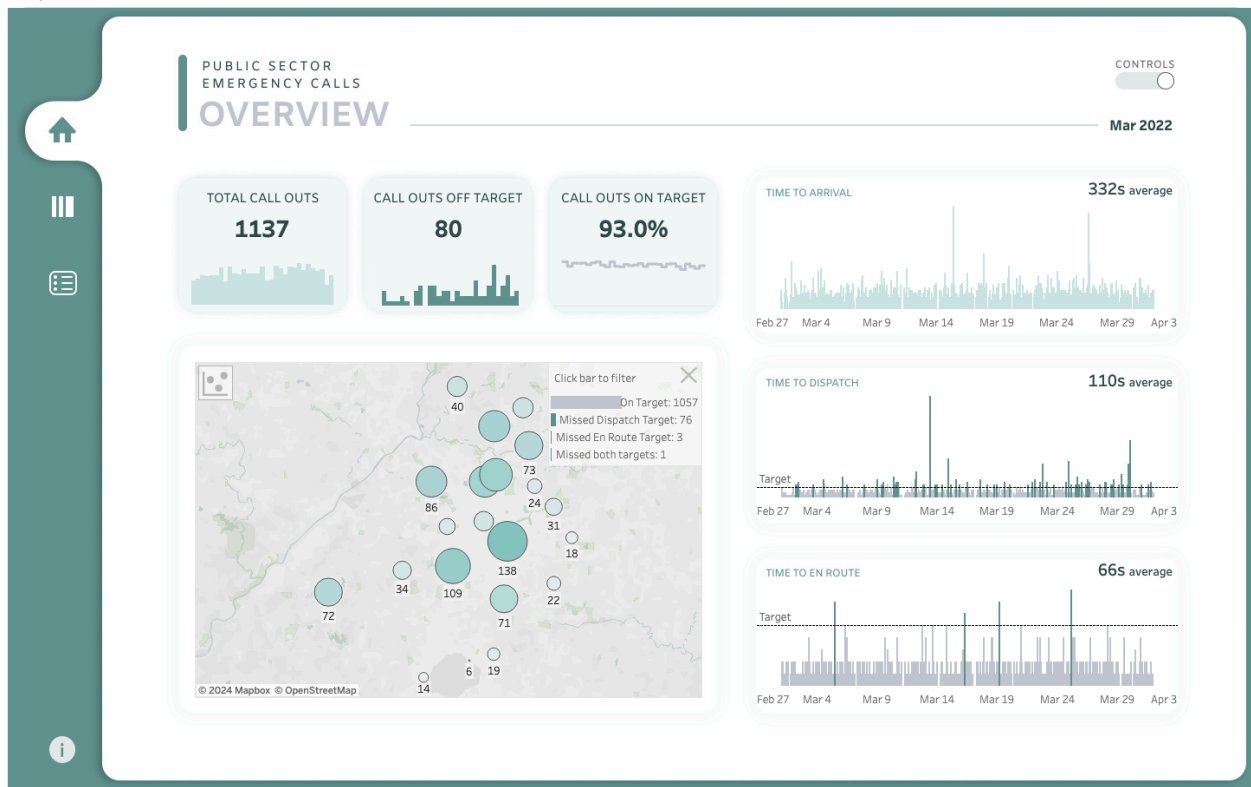 PUBLIC SECTOR
EMERGENCY CALLS
OVERVIEW
CONTROLS
Mar 2022
TOTAL CALL OUTS
1137
CALL OUTS OFF TARGET
80
CALL OUTS ON TARGET
93.0%
TIME TO ARRIVAL
332s average
Feb 27 Mar 4 Mar 9 Mar 14 Mar 19 Mar 24 Mar 29 Apr 3
Click bar to filter
On Target: 1057
Missed Dispatch Target: 76
Missed En Route Target: 3
Missed both targets: 1
40
73
86
24
31
18
138
34
109
22
72
71
6
19
14
© 2024 Mapbox © OpenStreetMap
TIME TO DISPATCH
110s average
Target
Feb 27 Mar 4 Mar 9 Mar 14 Mar 19 Mar 24 Mar 29 Apr 3
TIME TO EN ROUTE
66s average
Target
Feb 27 Mar 4 Mar 9 Mar 14 Mar 19 Mar 24 Mar 29 Apr 3
i